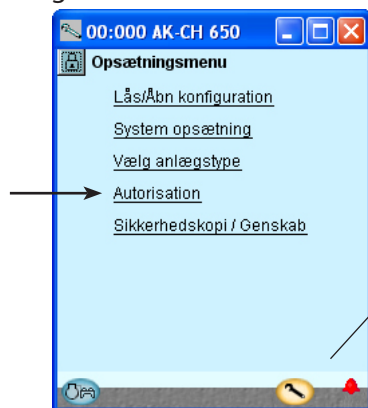 00:000 AK-CH 650
Opsætningsmenu
Lås/Åbn konfiguration
System opsætning
Vælg anlægstype
Autorisation
Sikkerhedskopi / Genskab